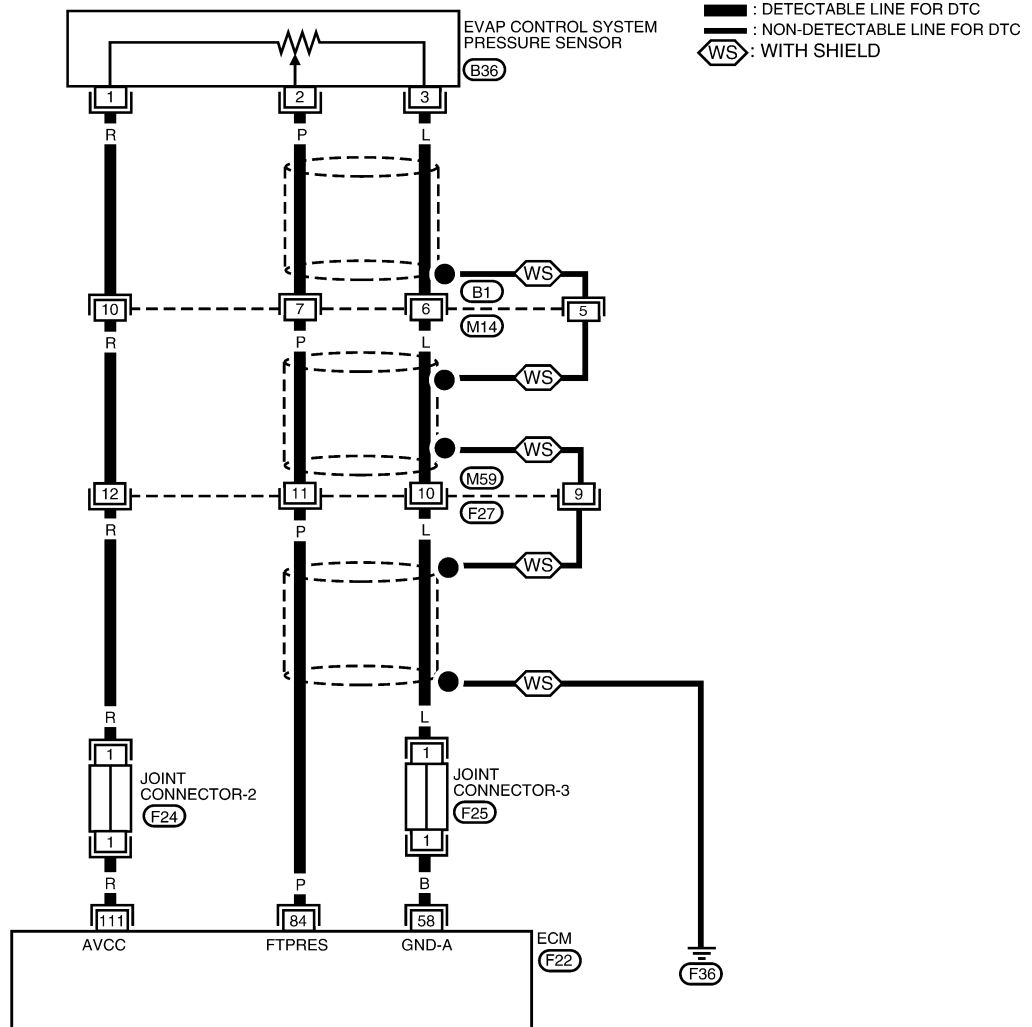 : DETECTABLE LINE FOR DTC
: NON-DETECTABLE LINE FOR DTC
WS : WITH SHIELD
EVAP CONTROL SYSTEM
PRESSURE SENSOR
B36
1 2 3
R P L
WS
B1
10 7 6 5
M14
R P L
WS
WS
M59
12 11 10 9
F27
R P L
WS
WS
R L
1 1
JOINT
CONNECTOR-2
F24
JOINT
CONNECTOR-3
F25
1 1
R P B
111 84 58
AVCC FTPRES GND-A
ECM
F22
F36